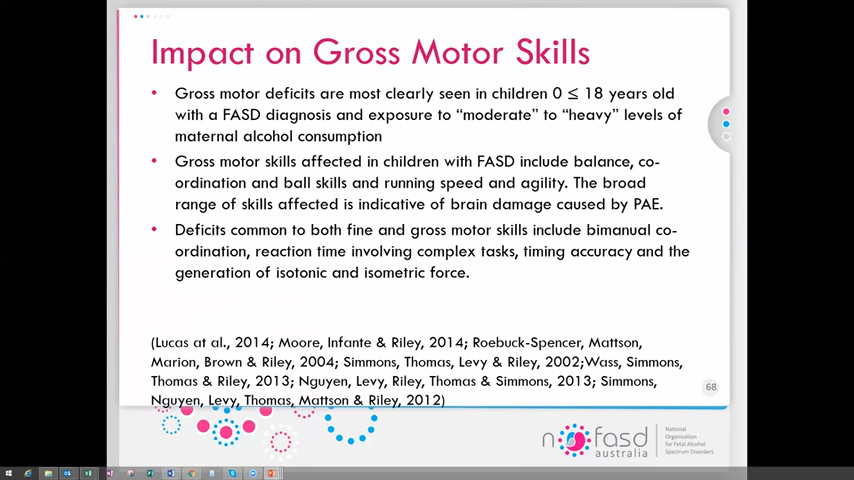 Impact on Gross Motor Skills
• Gross motor deficits are most clearly seen in children 0 ≤ 18 years old
with a FASD diagnosis and exposure to “moderate” to “heavy” levels of
maternal alcohol consumption
• Gross motor skills affected in children with FASD include balance, co-
ordination and ball skills and running speed and agility. The broad
range of skills affected is indicative of brain damage caused by PAE.
• Deficits common to both fine and gross motor skills include bimanual co-
ordination, reaction time involving complex tasks, timing accuracy and the
generation of isotonic and isometric force.
(Lucas at al., 2014; Moore, Infante & Riley, 2014; Roebuck-Spencer, Mattson,
Marion, Brown & Riley, 2004; Simmons, Thomas, Levy & Riley, 2002;Wass, Simmons,
Thomas & Riley, 2013; Nguyen, Levy, Riley, Thomas & Simmons, 2013; Simmons,
Nguyen, Levy, Thomas, Mattson & Riley, 2012)
68
nofasd
australia
National
Organisation
for Fetal Alcohol
Spectrum Disorders